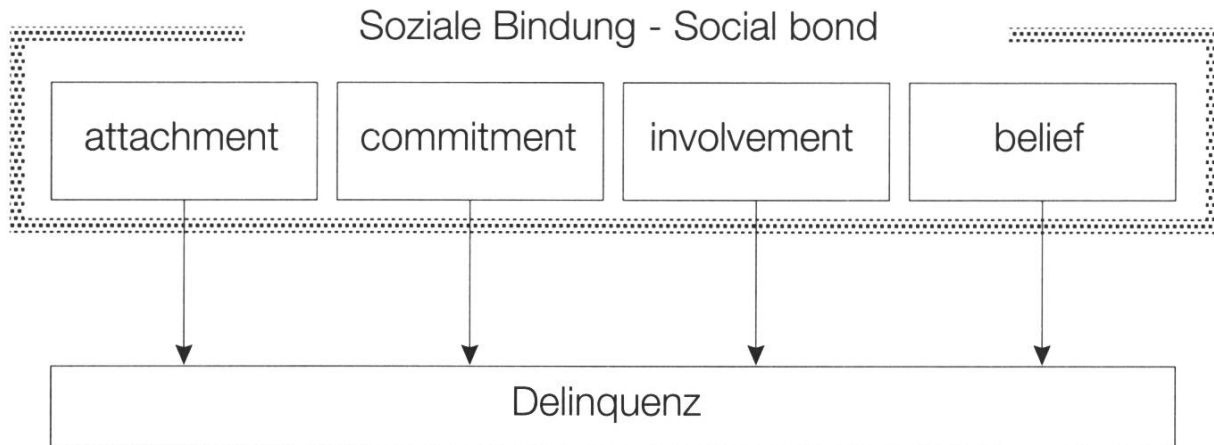 Soziale Bindung - Social bond
attachment commitment involvement belief
Delinquenz